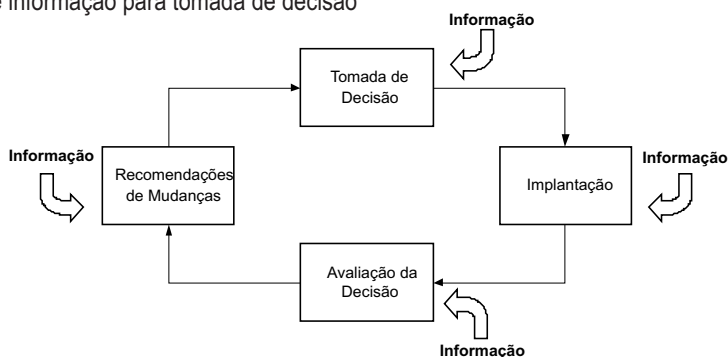 e informação para tomada de decisão
Informação
Tomada de
Decisão
Informação
Recomendações
de Mudanças
Implantação
Informação
Avaliação da
Decisão
Informação